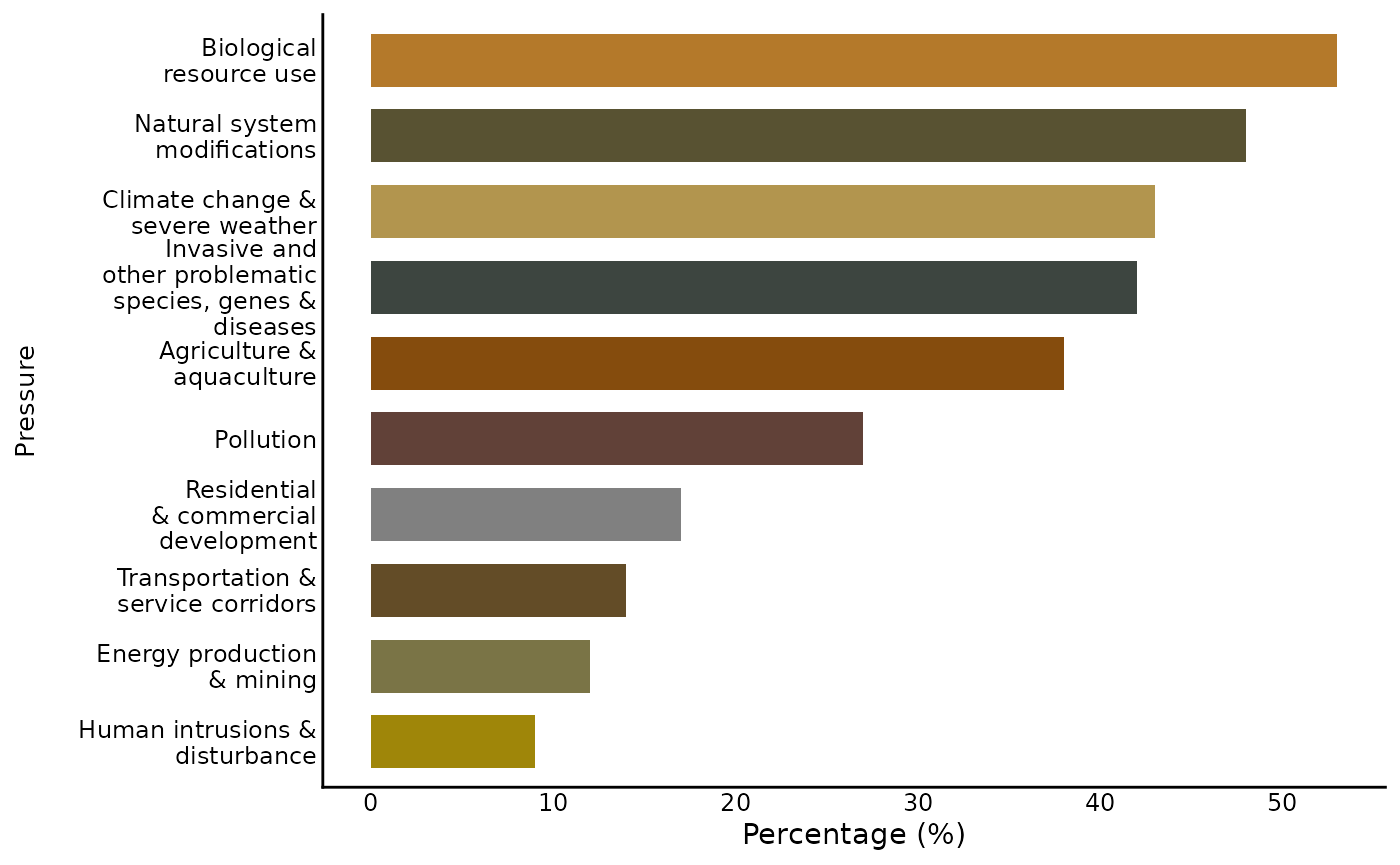 Biological
resource use
Natural system
modifications
Climate change &
severe weather
Invasive and
other problematic
species, genes &
diseases
Agriculture &
aquaculture
Pollution
Residential
& commercial
development
Transportation &
service corridors
Energy production
& mining
Human intrusions &
disturbance
Pressure
0 10 20 30 40 50
Percentage (%)